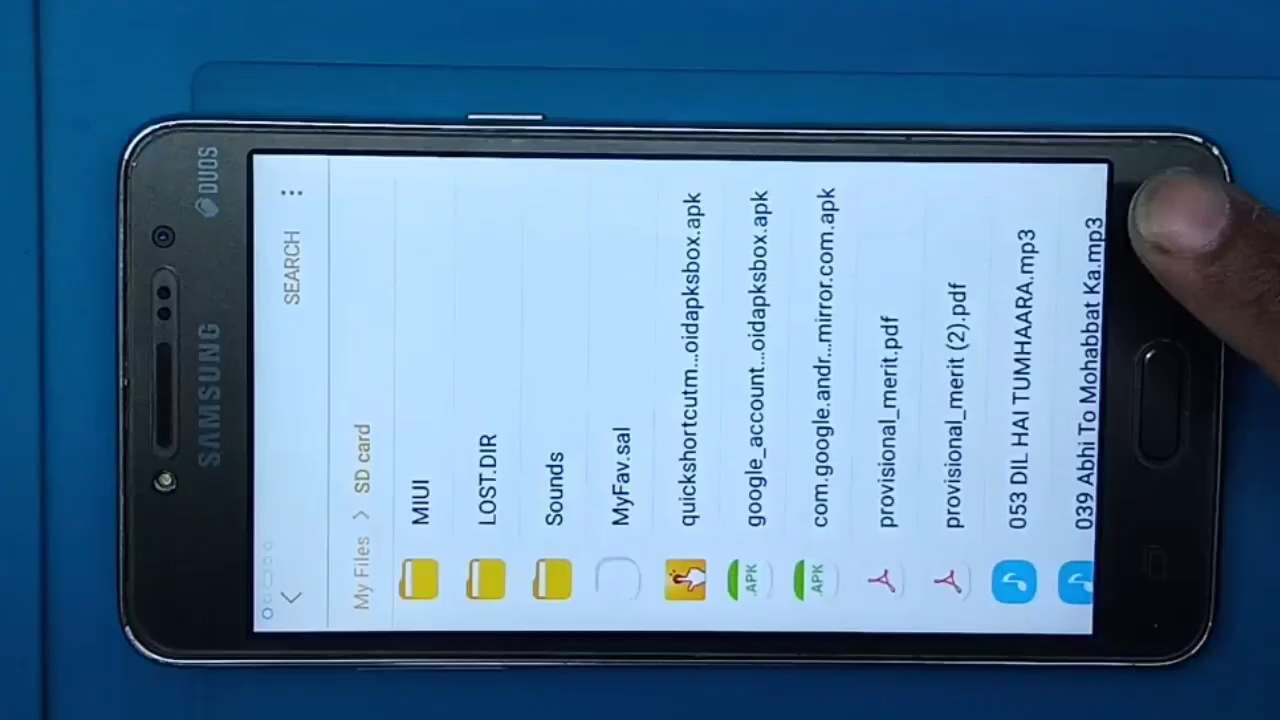 SAMSUNG
DUOS
SEARCH
My Files > SD card
MIUI
LOST.DIR
Sounds
MyFav.sal
quickshortcutm...oidapksbox.apk
.APK google_account...oidapksbox.apk
.APK com.google.andr...mirror.com.apk
provisional_merit.pdf
provisional_merit (2).pdf
053 DIL HAI TUMHAARA.mp3
039 Abhi To Mohabbat Ka.mp3